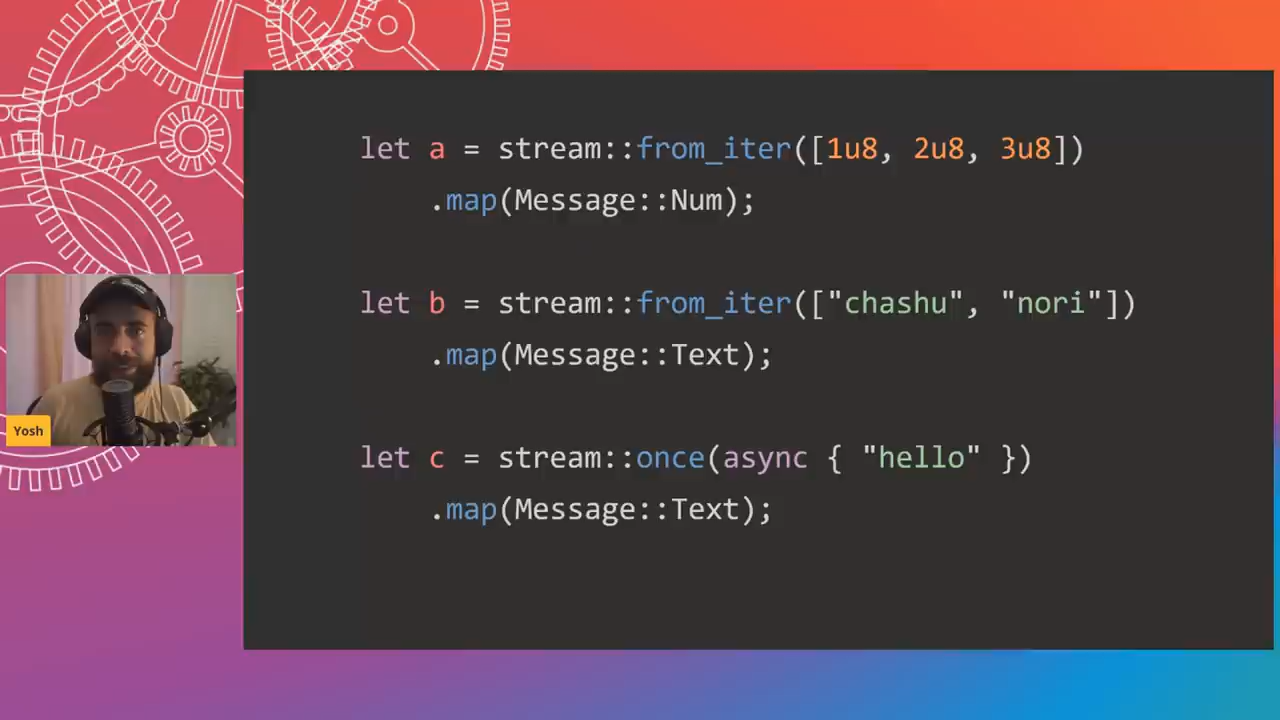 let a = stream::from_iter([1u8, 2u8, 3u8])
.map(Message::Num);
let b = stream::from_iter(["chashu", "nori"])
.map(Message::Text);
let c = stream::once(async { "hello" })
.map(Message::Text);
Yosh